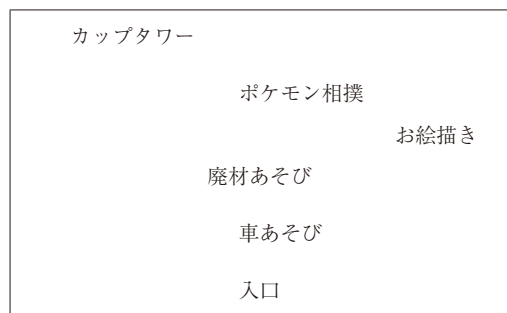 カップタワー
ポケモン相撲
お絵描き
廃材あそび
車あそび
入口